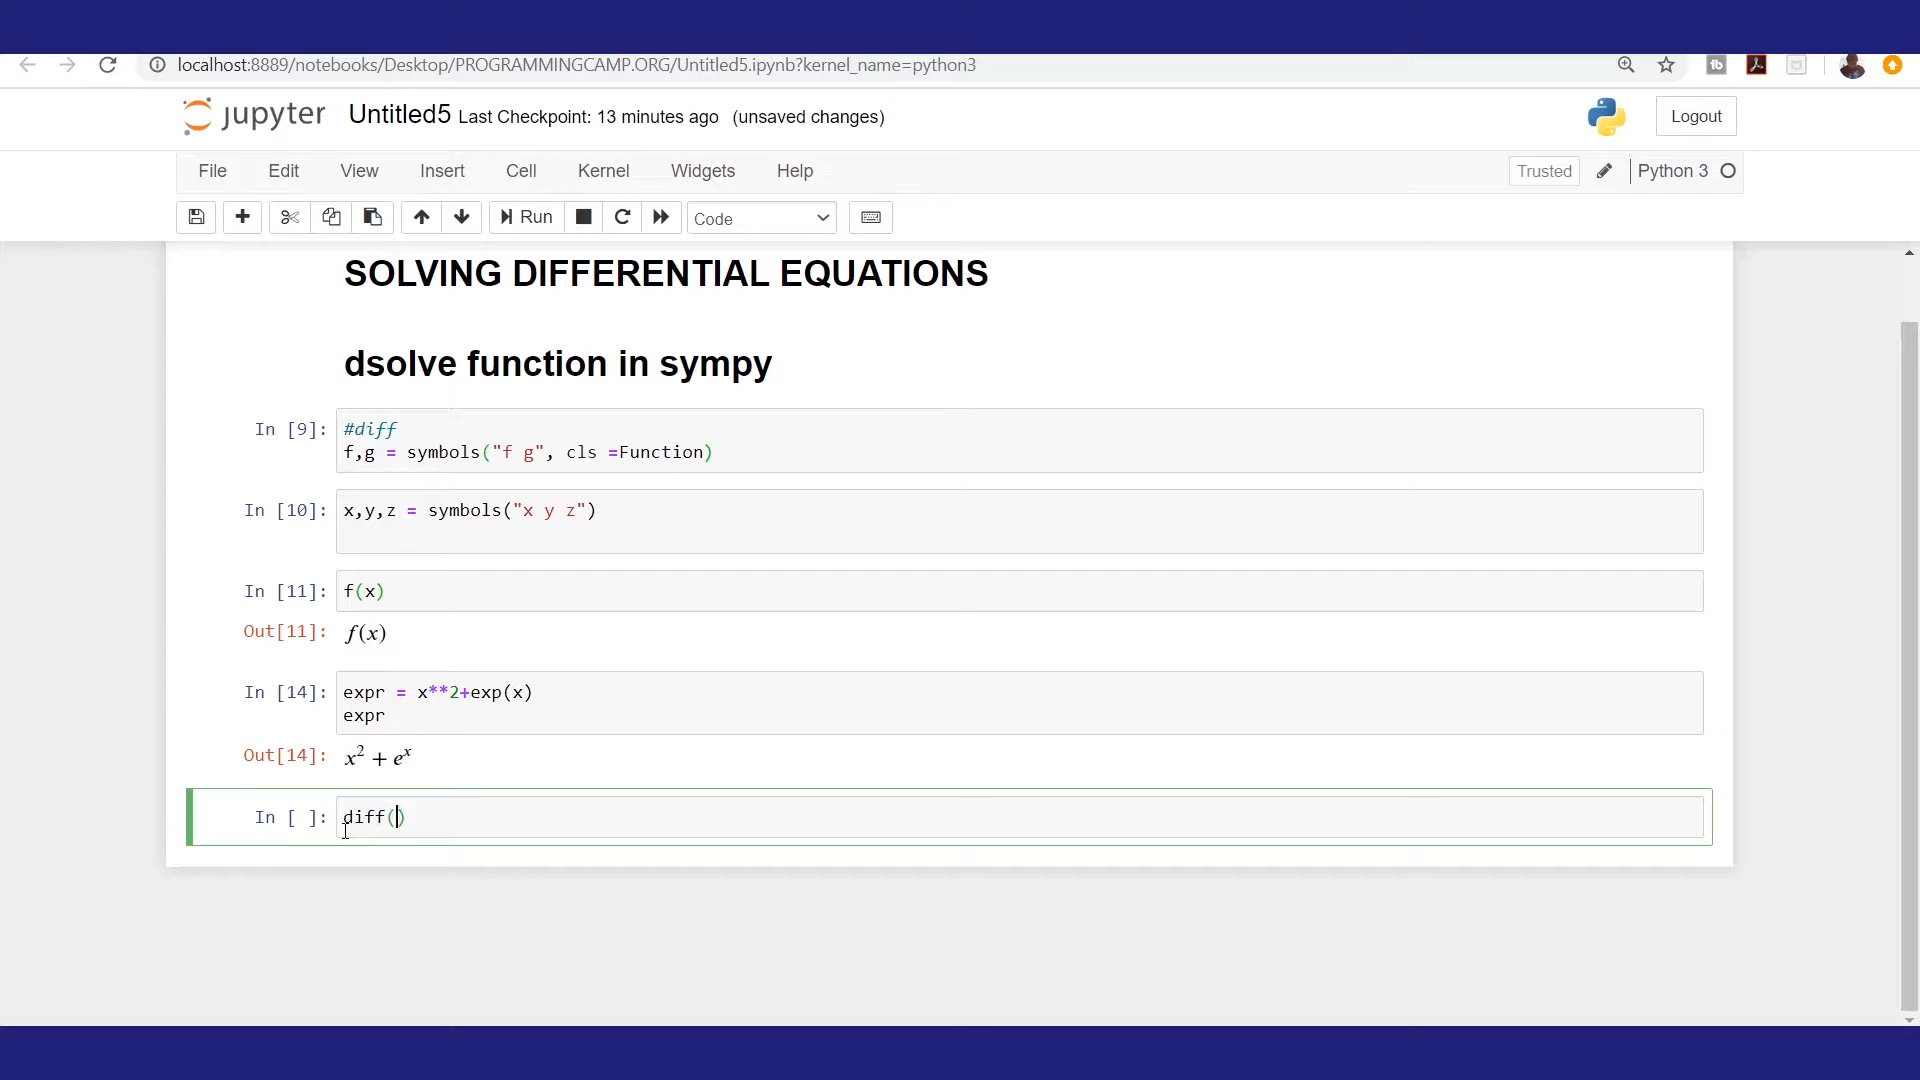 localhost:8889/notebooks/Desktop/PROGRAMMINGCAMP.ORG/Untitled5.ipynb?kernel_name=python3
jupyter Untitled5 Last Checkpoint: 13 minutes ago (unsaved changes) Logout
File Edit View Insert Cell Kernel Widgets Help Trusted Python 3
Run Code
SOLVING DIFFERENTIAL EQUATIONS
dsolve function in sympy
In [9]: #diff
f,g = symbols("f g", cls =Function)
In [10]: x,y,z = symbols("x y z")
In [11]: f(x)
Out[11]: f(x)
In [14]: expr = x**2+exp(x)
expr
Out[14]: x² + eˣ
In [ ]: diff()